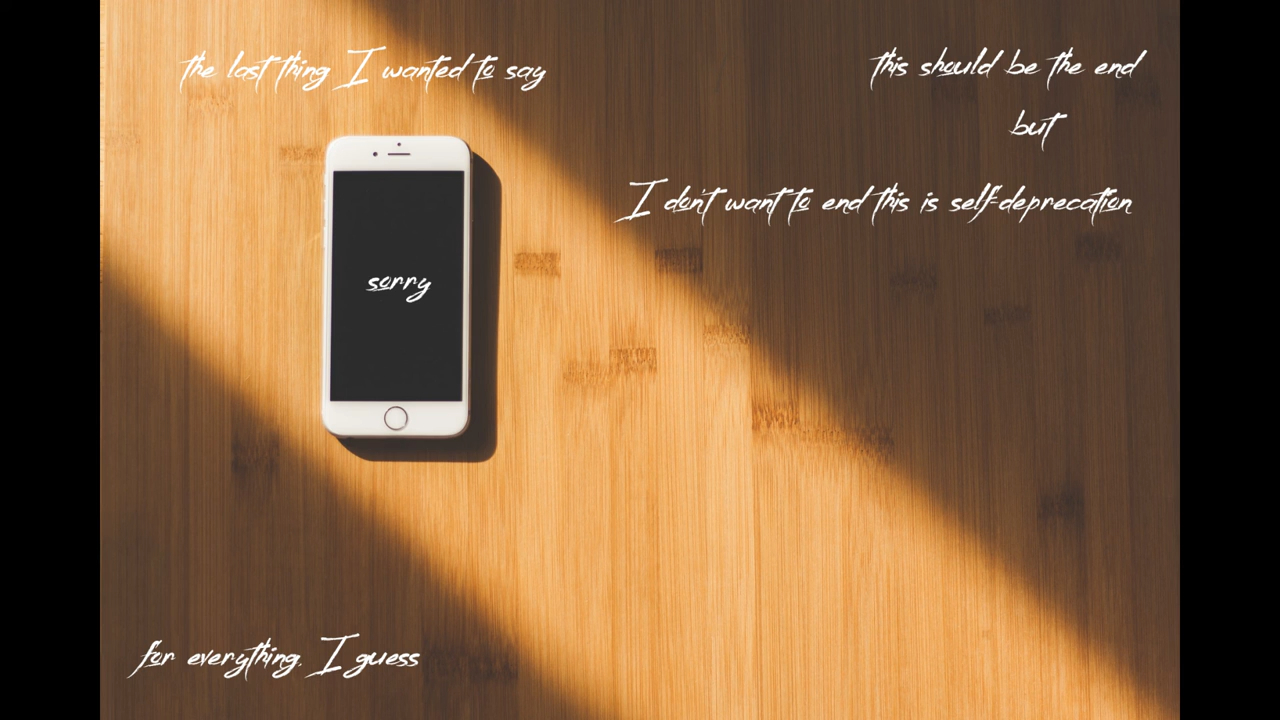 the last thing I wanted to say
sorry
for everything. I guess
this should be the end
but
I don't want to end this is self-deprecation